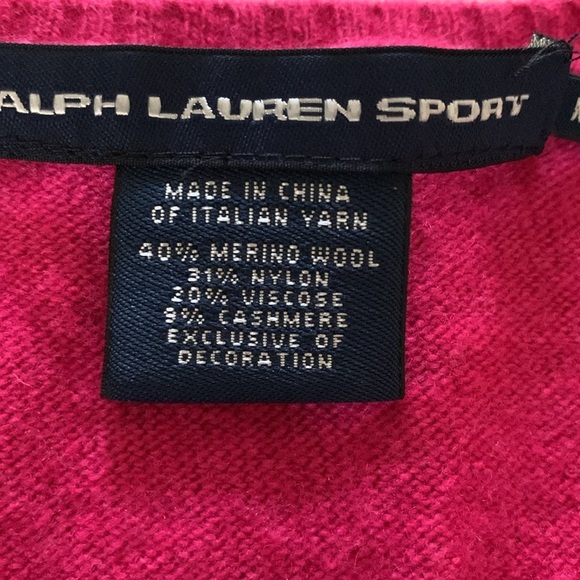 ALPH LAUREN SPORT
MADE IN CHINA
OF ITALIAN YARN
40% MERINO WOOL
31% NYLON
20% VISCOSE
9% CASHMERE
EXCLUSIVE OF
DECORATION